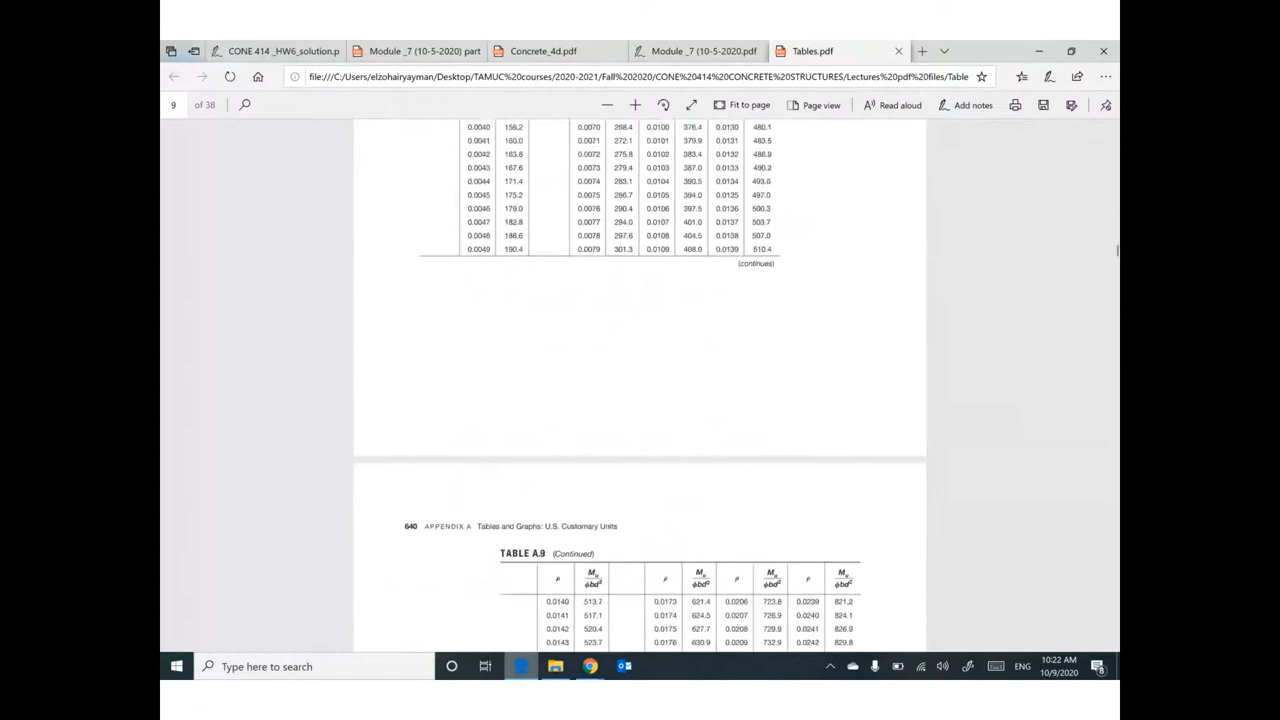 CONE 414 _HW6_solution.p
Module _7 (10-5-2020) part
Concrete_4d.pdf
Module _7 (10-5-2020.pdf
Tables.pdf
file:///C:/Users/elzohairyayman/Desktop/TAMUC%20courses/2020-2021/Fall%202020/CONE%20414%20CONCRETE%20STRUCTURES/Lectures%20pdf%20files/Table
9 of 38
Fit to page
Page view
Read aloud
Add notes
0.0040 156.2 0.0070 268.4 0.0100 376.4 0.0130 480.1
0.0041 160.0 0.0071 272.1 0.0101 379.9 0.0131 483.5
0.0042 163.8 0.0072 275.8 0.0102 383.4 0.0132 486.9
0.0043 167.6 0.0073 279.4 0.0103 387.0 0.0133 490.2
0.0044 171.4 0.0074 283.1 0.0104 390.5 0.0134 493.6
0.0045 175.2 0.0075 286.7 0.0105 394.0 0.0135 497.0
0.0046 179.0 0.0076 290.4 0.0106 397.5 0.0136 500.3
0.0047 182.8 0.0077 294.0 0.0107 401.0 0.0137 503.7
0.0048 186.6 0.0078 297.6 0.0108 404.5 0.0138 507.0
0.0049 190.4 0.0079 301.3 0.0109 408.0 0.0139 510.4
(continues)
640 APPENDIX A Tables and Graphs: U.S. Customary Units
TABLE A.9 (Continued)
ρ Mu/ϕbd² ρ Mu/ϕbd² ρ Mu/ϕbd² ρ Mu/ϕbd²
0.0140 513.7 0.0173 621.4 0.0206 723.8 0.0239 821.2
0.0141 517.1 0.0174 624.5 0.0207 726.9 0.0240 824.1
0.0142 520.4 0.0175 627.7 0.0208 729.9 0.0241 826.9
0.0143 523.7 0.0176 630.9 0.0209 732.9 0.0242 829.8
Type here to search
ENG
10:22 AM
10/9/2020
8